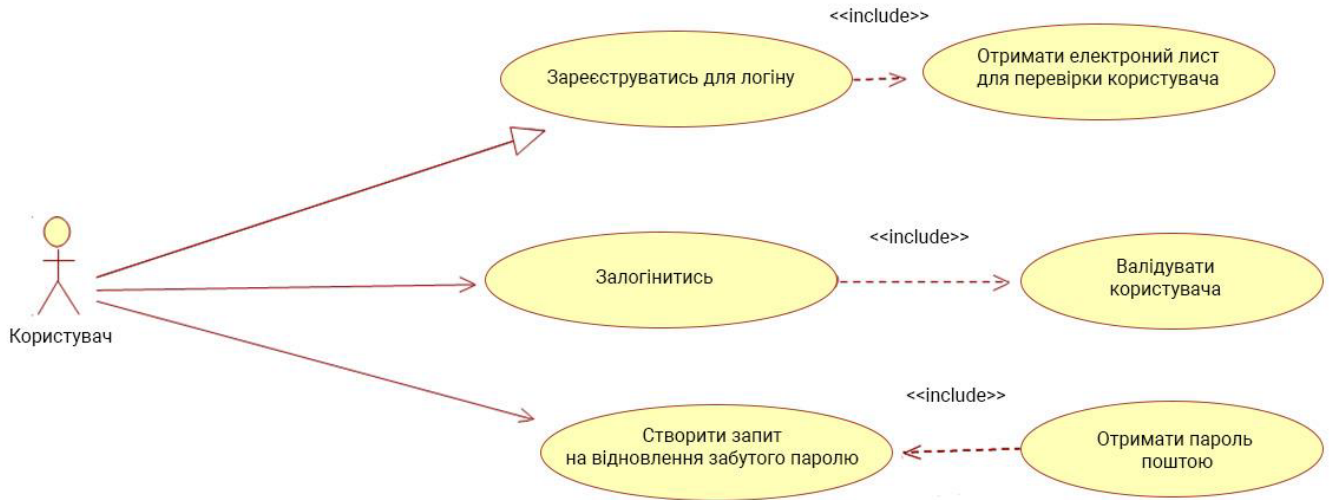 <<include>>
Зареєструватись для логіну
Отримати електроний лист
для перевірки користувача
<<include>>
Залогінитись
Валідувати
користувача
Користувач
<<include>>
Створити запит
на відновлення забутого паролю
Отримати пароль
поштою